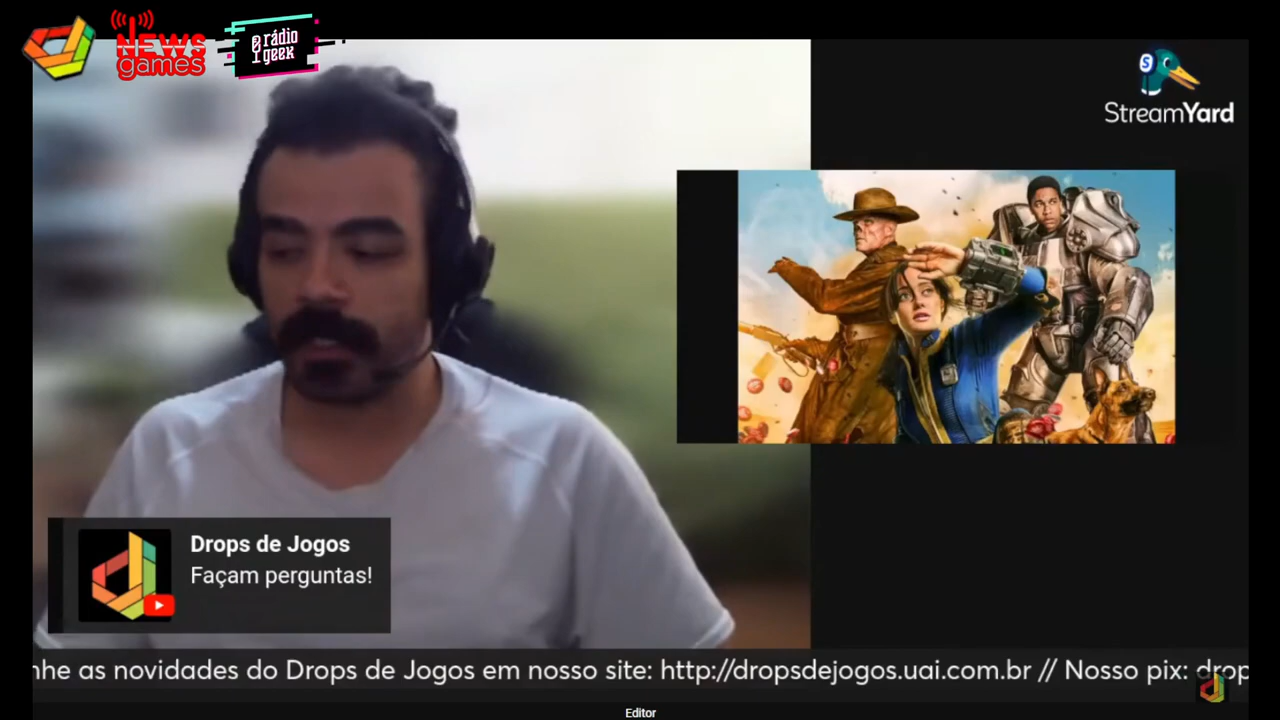 NEWS
games
rádio
geek
S
StreamYard
Drops de Jogos
Façam perguntas!
nhe as novidades do Drops de Jogos em nosso site: http://dropsdejogos.uai.com.br // Nosso pix: drop
Editor